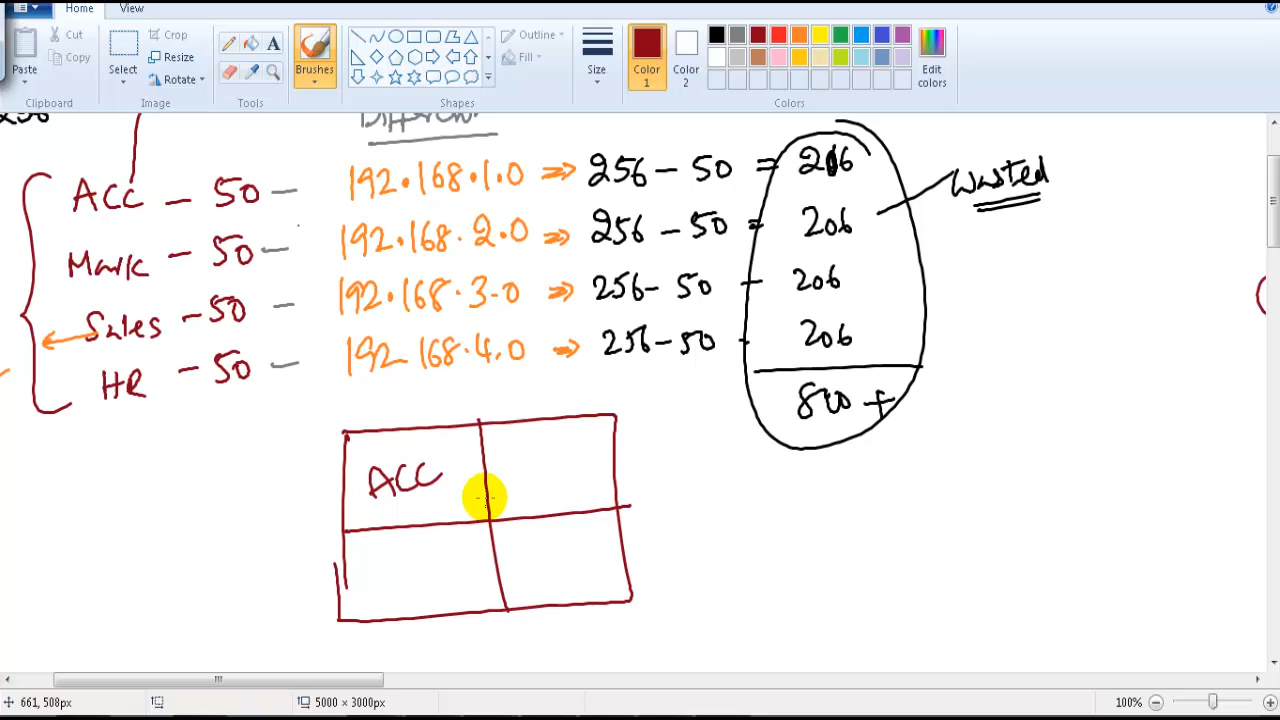 Home View
Cut
Copy
Paste
Clipboard
Select
Crop
Resize
Rotate
Image
Tools
Brushes
Outline
Fill
Shapes
Size
Color 1
Color 2
Edit colors
Colors
256
ACC - 50 - 192.168.1.0 => 256 - 50 = 206
Mark - 50 - 192.168.2.0 => 256 - 50 = 206
Sales - 50 - 192.168.3.0 => 256 - 50 - 206
HR - 50 - 192 168.4.0 => 256 - 50 - 206
800 +
Wasted
ACC
661, 508px
5000 × 3000px
100%